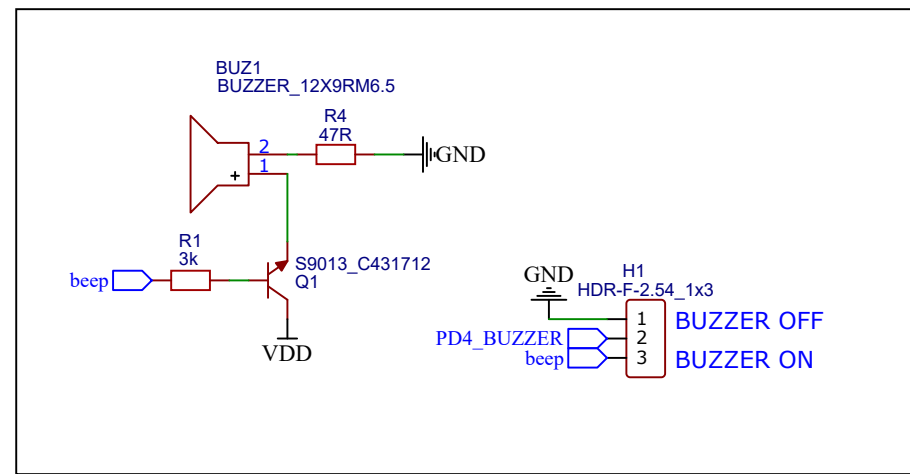 BUZ1
BUZZER_12X9RM6.5
R4
47R
2
1
+
GND
R1
3k
beep
S9013_C431712
Q1
VDD
GND
H1
HDR-F-2.54_1x3
1
BUZZER OFF
PD4_BUZZER
2
beep
3
BUZZER ON